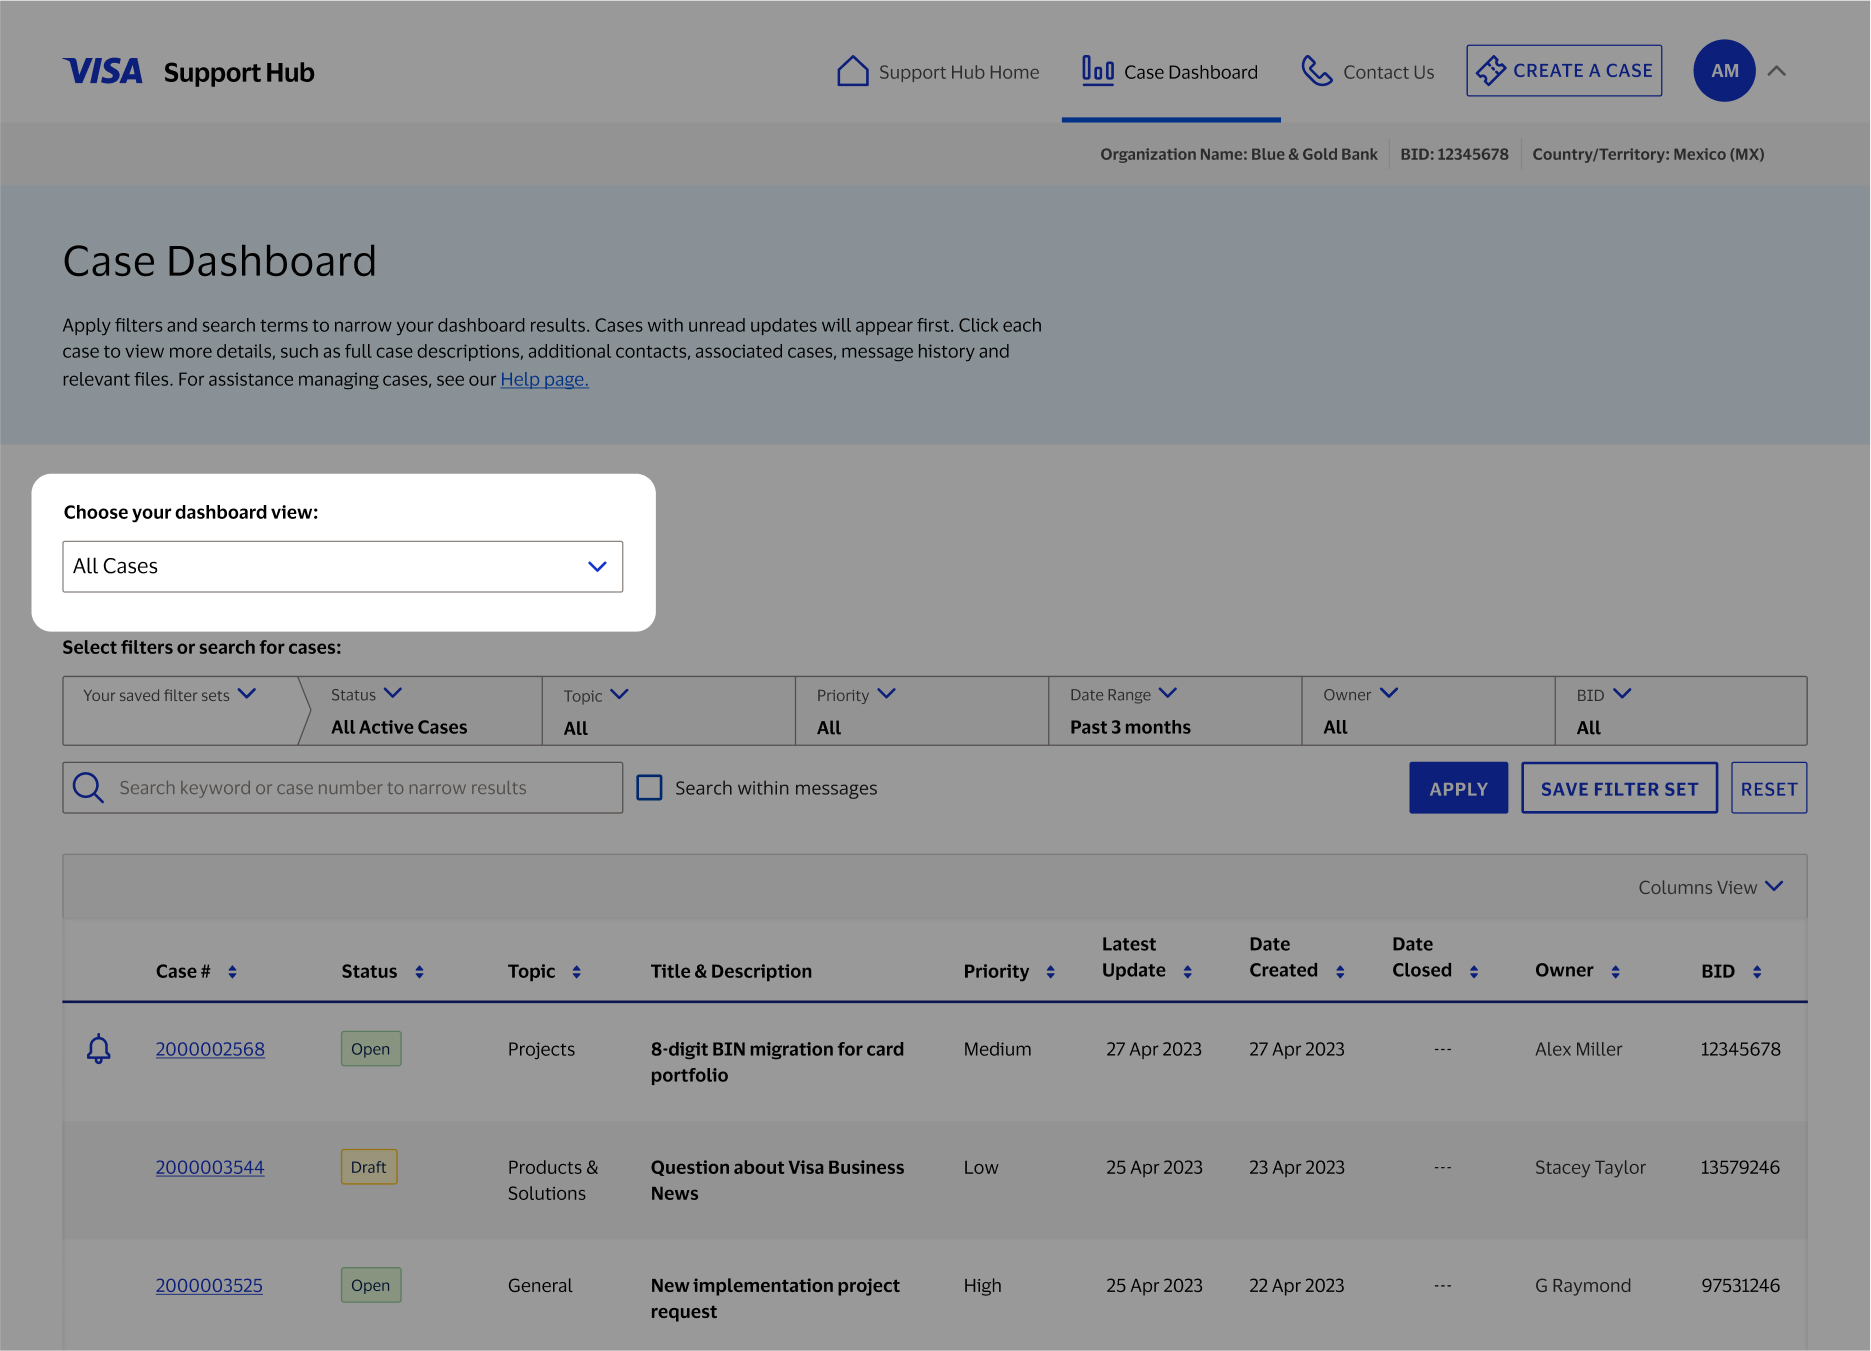 VISA Support Hub
Support Hub Home
Case Dashboard
Contact Us
CREATE A CASE
AM
Organization Name: Blue & Gold Bank
BID: 12345678
Country/Territory: Mexico (MX)
Case Dashboard
Apply filters and search terms to narrow your dashboard results. Cases with unread updates will appear first. Click each
case to view more details, such as full case descriptions, additional contacts, associated cases, message history and
relevant files. For assistance managing cases, see our Help page.
Choose your dashboard view:
All Cases
Select filters or search for cases:
Your saved filter sets
Status
All Active Cases
Topic
All
Priority
All
Date Range
Past 3 months
Owner
All
BID
All
Search keyword or case number to narrow results
Search within messages
APPLY
SAVE FILTER SET
RESET
Columns View
Case #
Status
Topic
Title & Description
Priority
Latest
Update
Date
Created
Date
Closed
Owner
BID
2000002568
Open
Projects
8-digit BIN migration for card
portfolio
Medium
27 Apr 2023
27 Apr 2023
---
Alex Miller
12345678
2000003544
Draft
Products &
Solutions
Question about Visa Business
News
Low
25 Apr 2023
23 Apr 2023
---
Stacey Taylor
13579246
2000003525
Open
General
New implementation project
request
High
25 Apr 2023
22 Apr 2023
---
G Raymond
97531246